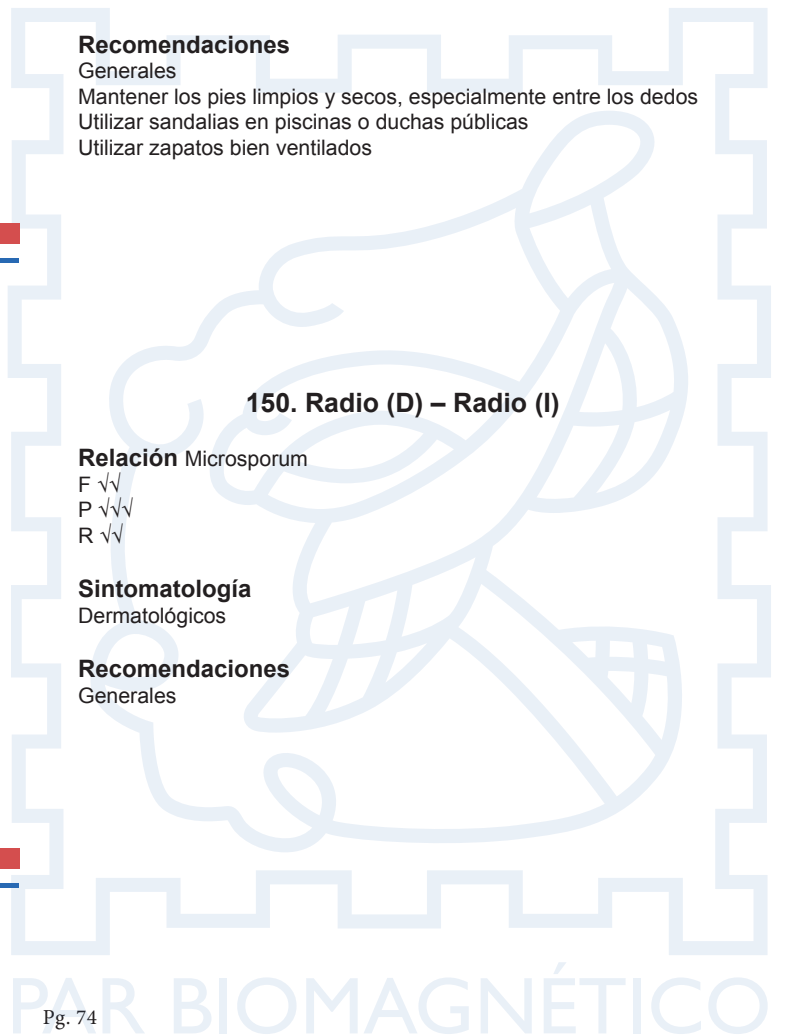 Recomendaciones
Generales
Mantener los pies limpios y secos, especialmente entre los dedos
Utilizar sandalias en piscinas o duchas públicas
Utilizar zapatos bien ventilados
150. Radio (D) – Radio (I)
Relación Microsporum
F √√
P √√√
R √√
Sintomatología
Dermatológicos
Recomendaciones
Generales
PAR BIOMAGNÉTICO
Pg. 74